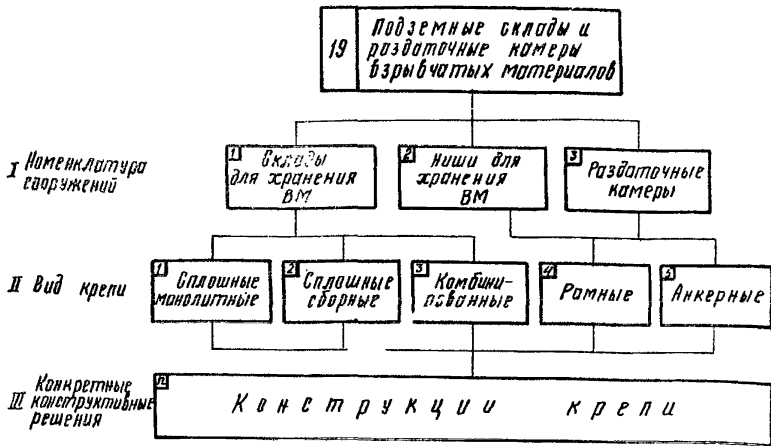 19
Подземные склады и
раздаточные камеры
взрывчатых материалов
I Номенклатура
сооружений
1
Склады
для хранения
ВМ
2
Ниши для
хранения
ВМ
3
Раздаточные
камеры
II Вид крепи
1
Сплошные
монолитные
2
Сплошные
сборные
3
Комбини-
рованные
4
Рамные
5
Анкерные
III Конкретные
конструктивные
решения
n
Конструкции крепи